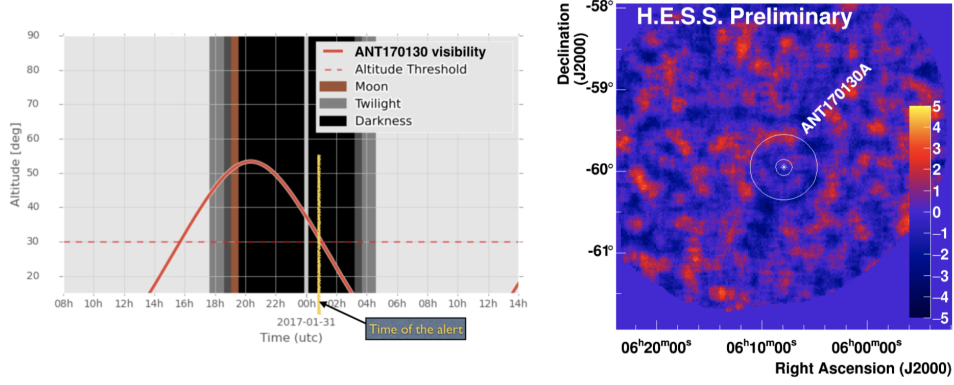 90
80
70
60
50
40
30
20
Altitude [deg]
ANT170130 visibility
Altitude Threshold
Moon
Twilight
Darkness
08h 10h 12h 14h 16h 18h 20h 22h 00h 02h 04h 06h 08h 10h 12h 14h
2017-01-31
Time (utc)
Time of the alert
H.E.S.S. Preliminary
Declination
(J2000)
-58°
-59°
-60°
-61°
ANT170130A
5
4
3
2
1
0
-1
-2
-3
-4
-5
06h20m00s 06h10m00s 06h00m00s
Right Ascension (J2000)